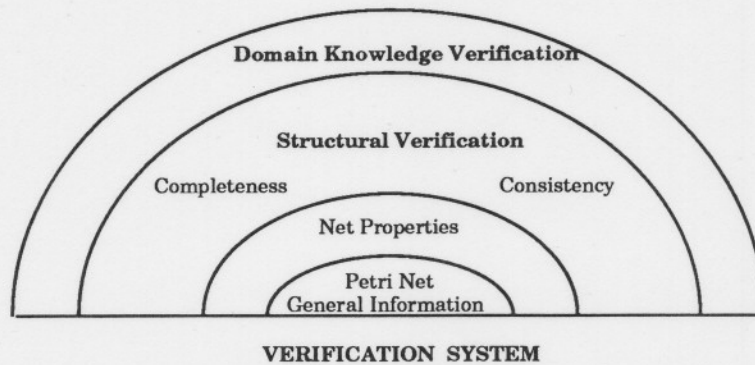 Domain Knowledge Verification
Structural Verification
Completeness
Consistency
Net Properties
Petri Net
General Information
VERIFICATION SYSTEM